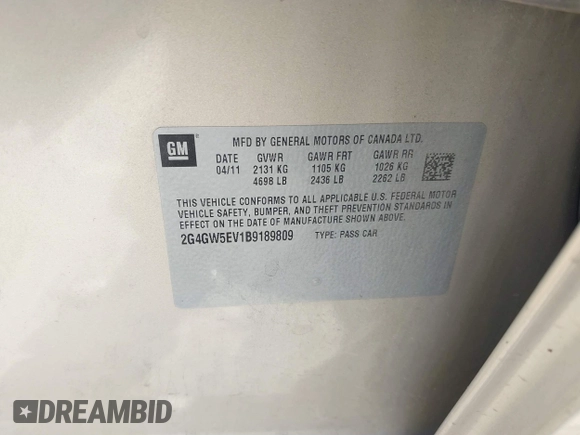 GM
MFD BY GENERAL MOTORS OF CANADA LTD.
DATE GVWR GAWR FRT GAWR RR
04/11 2131 KG 1105 KG 1026 KG
4698 LB 2436 LB 2262 LB
THIS VEHICLE CONFORMS TO ALL APPLICABLE U.S. FEDERAL MOTOR
VEHICLE SAFETY, BUMPER, AND THEFT PREVENTION STANDARDS IN
EFFECT ON THE DATE OF MANUFACTURE SHOWN ABOVE.
2G4GW5EV1B9189809 TYPE: PASS CAR
DREAMBID